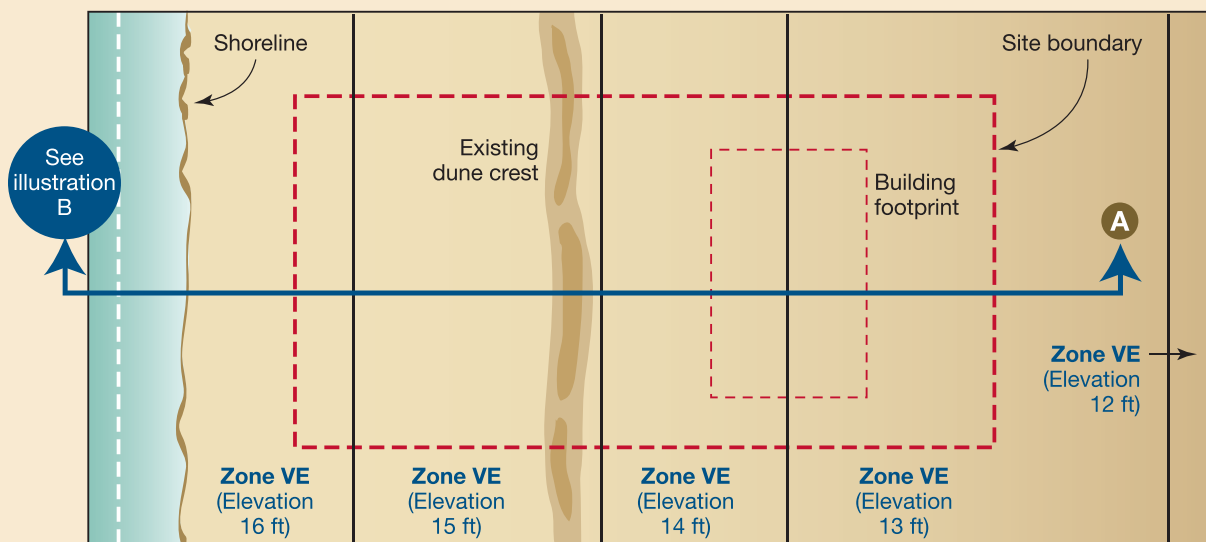 Shoreline
Site boundary
See
illustration
B
Existing
dune crest
Building
footprint
A
Zone VE
(Elevation
12 ft)
Zone VE
(Elevation
16 ft)
Zone VE
(Elevation
15 ft)
Zone VE
(Elevation
14 ft)
Zone VE
(Elevation
13 ft)